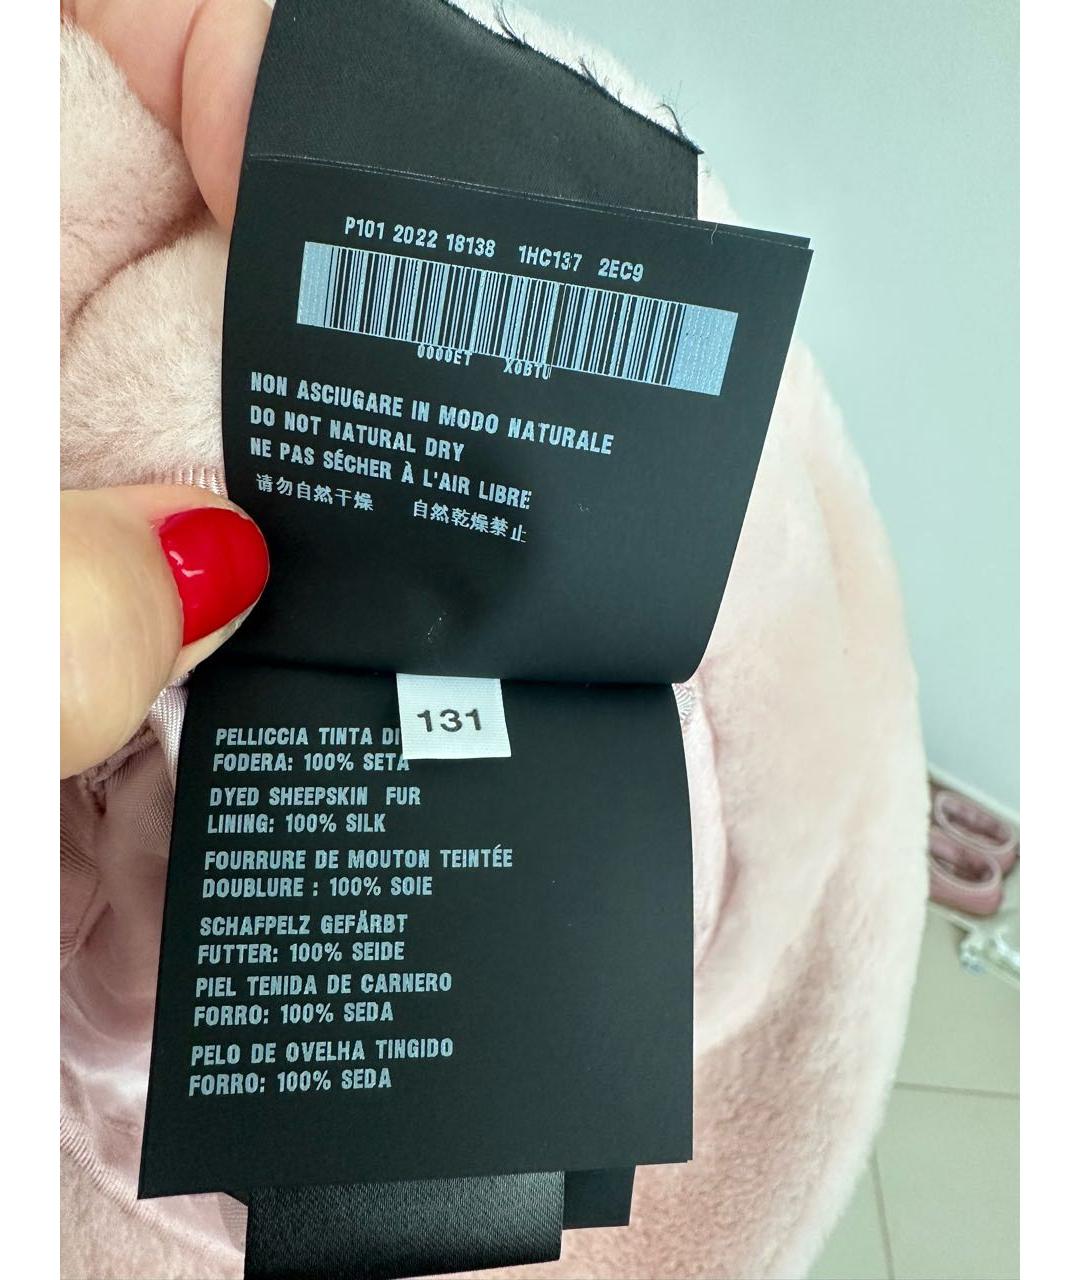 P101 2022 18138 1HC137 2EC9
0000ET X0BTU
NON ASCIUGARE IN MODO NATURALE
DO NOT NATURAL DRY
NE PAS SÉCHER À L'AIR LIBRE
请勿自然干燥 自然乾燥禁止
131
PELLICCIA TINTA DI
FODERA: 100% SETA
DYED SHEEPSKIN FUR
LINING: 100% SILK
FOURRURE DE MOUTON TEINTÉE
DOUBLURE : 100% SOIE
SCHAFPELZ GEFÄRBT
FUTTER: 100% SEIDE
PIEL TENIDA DE CARNERO
FORRO: 100% SEDA
PELO DE OVELHA TINGIDO
FORRO: 100% SEDA